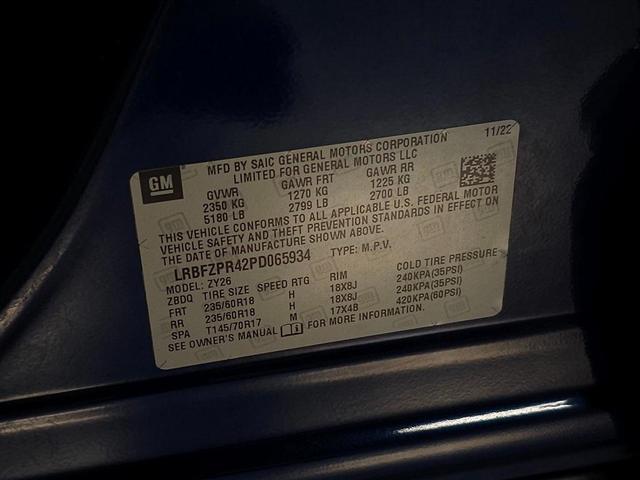 11/22
MFD BY SAIC GENERAL MOTORS CORPORATION
LIMITED FOR GENERAL MOTORS LLC
GM
GVWR GAWR FRT GAWR RR
2350 KG 1270 KG 1225 KG
5180 LB 2799 LB 2700 LB
THIS VEHICLE CONFORMS TO ALL APPLICABLE U.S. FEDERAL MOTOR
VEHICLE SAFETY AND THEFT PREVENTION STANDARDS IN EFFECT ON
THE DATE OF MANUFACTURE SHOWN ABOVE.
LRBFZPR42PD065934 TYPE: M.P.V.
MODEL: ZY26
ZBDQ TIRE SIZE SPEED RTG RIM COLD TIRE PRESSURE
FRT 235/60R18 H 18X8J 240KPA(35PSI)
RR 235/60R18 H 18X8J 240KPA(35PSI)
SPA T145/70R17 M 17X4B 420KPA(60PSI)
SEE OWNER'S MANUAL FOR MORE INFORMATION.